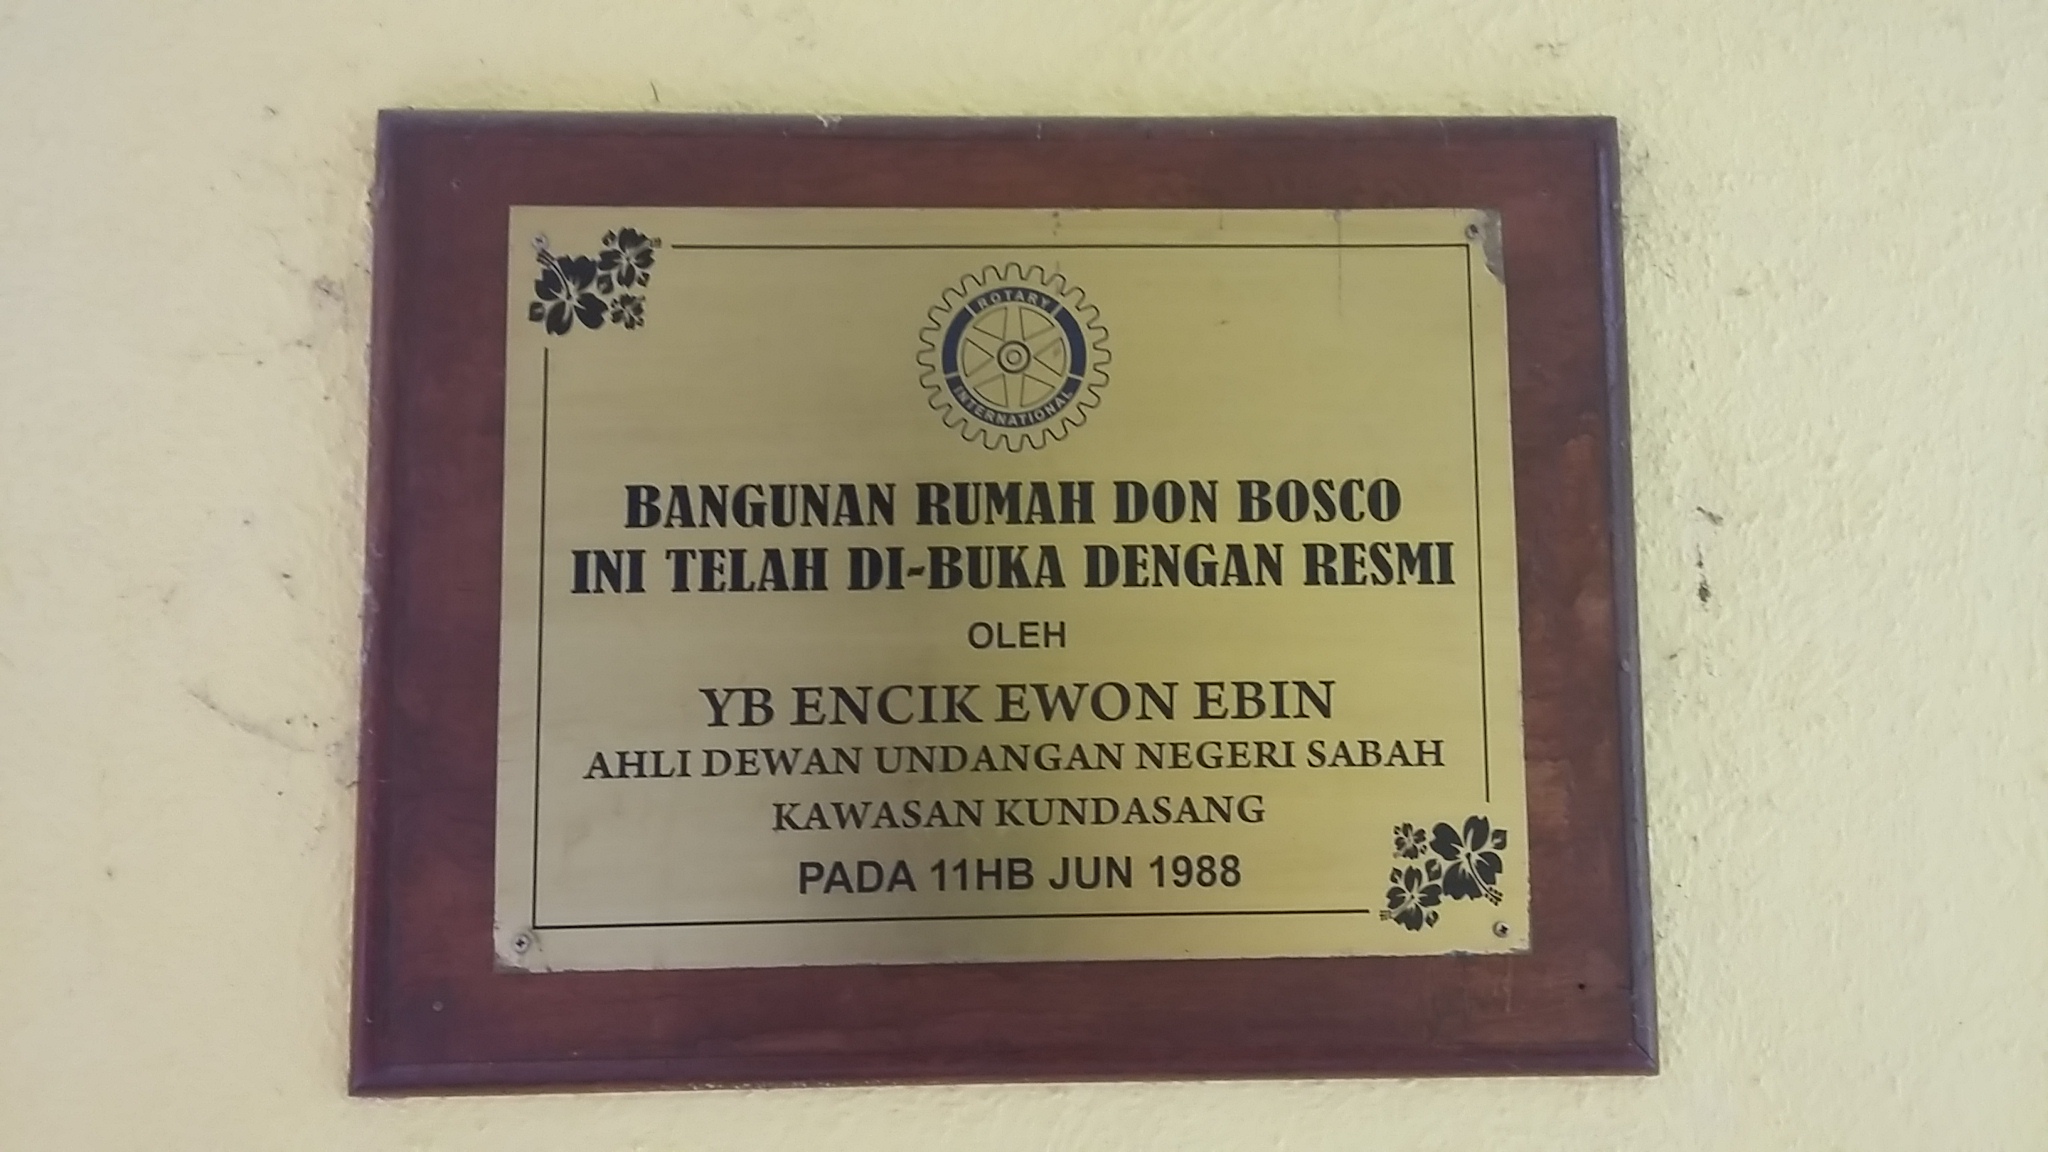 ROTARY
INTERNATIONAL
BANGUNAN RUMAH DON BOSCO
INI TELAH DI-BUKA DENGAN RESMI
OLEH
YB ENCIK EWON EBIN
AHLI DEWAN UNDANGAN NEGERI SABAH
KAWASAN KUNDASANG
PADA 11HB JUN 1988